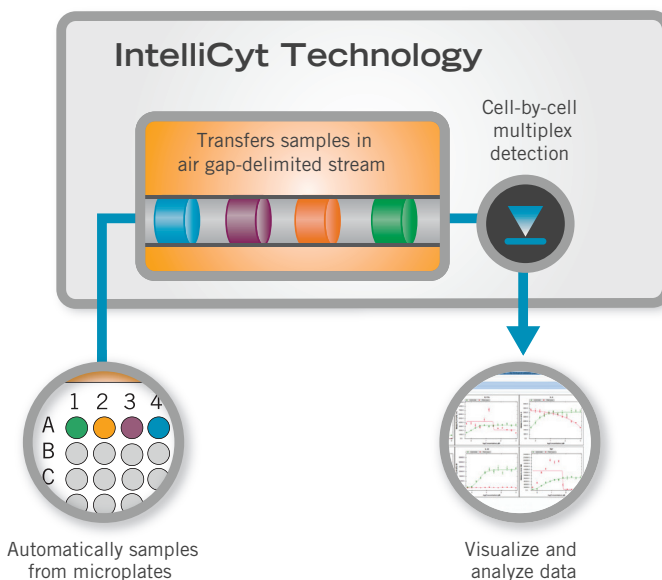 IntelliCyt Technology
Transfers samples in
air gap-delimited stream
Cell-by-cell
multiplex
detection
1 2 3 4
A
B
C
Automatically samples
from microplates
Visualize and
analyze data